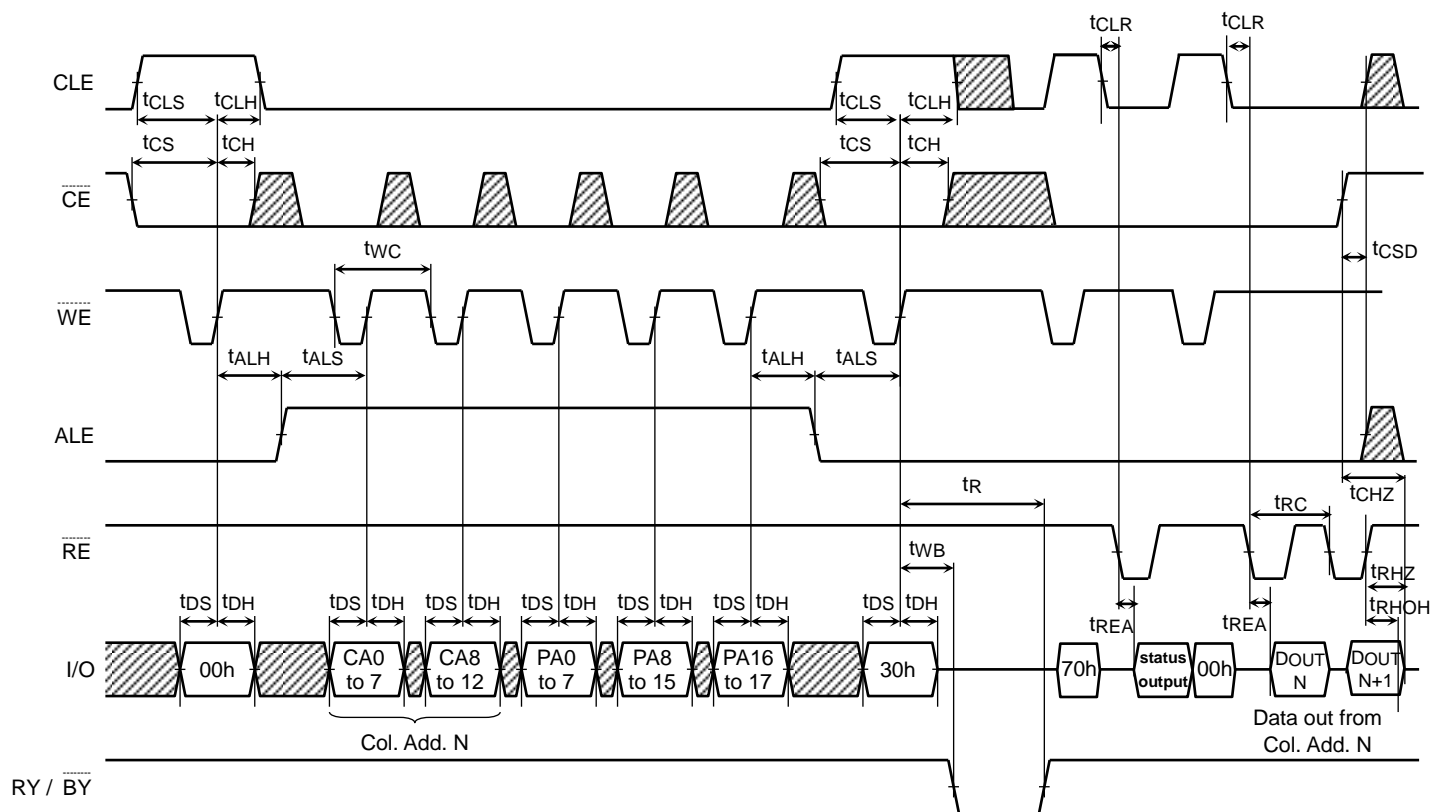 tCLR tCLR
CLE
tCLS tCLH tCLS tCLH
tCS tCH tCS tCH
CE
tWC tCSD
WE
tALH tALS tALH tALS
ALE
tR tCHZ
tRC
RE
tWB
tRHZ
tDS tDH tDS tDH tDS tDH tDS tDH tDS tDH tDS tDH tDS tDH tRHOH
tREA tREA
I/O 00h CA0 to 7 CA8 to 12 PA0 to 7 PA8 to 15 PA16 to 17 30h 70h status output 00h DOUT N DOUT N+1
Col. Add. N
Data out from
Col. Add. N
RY / BY